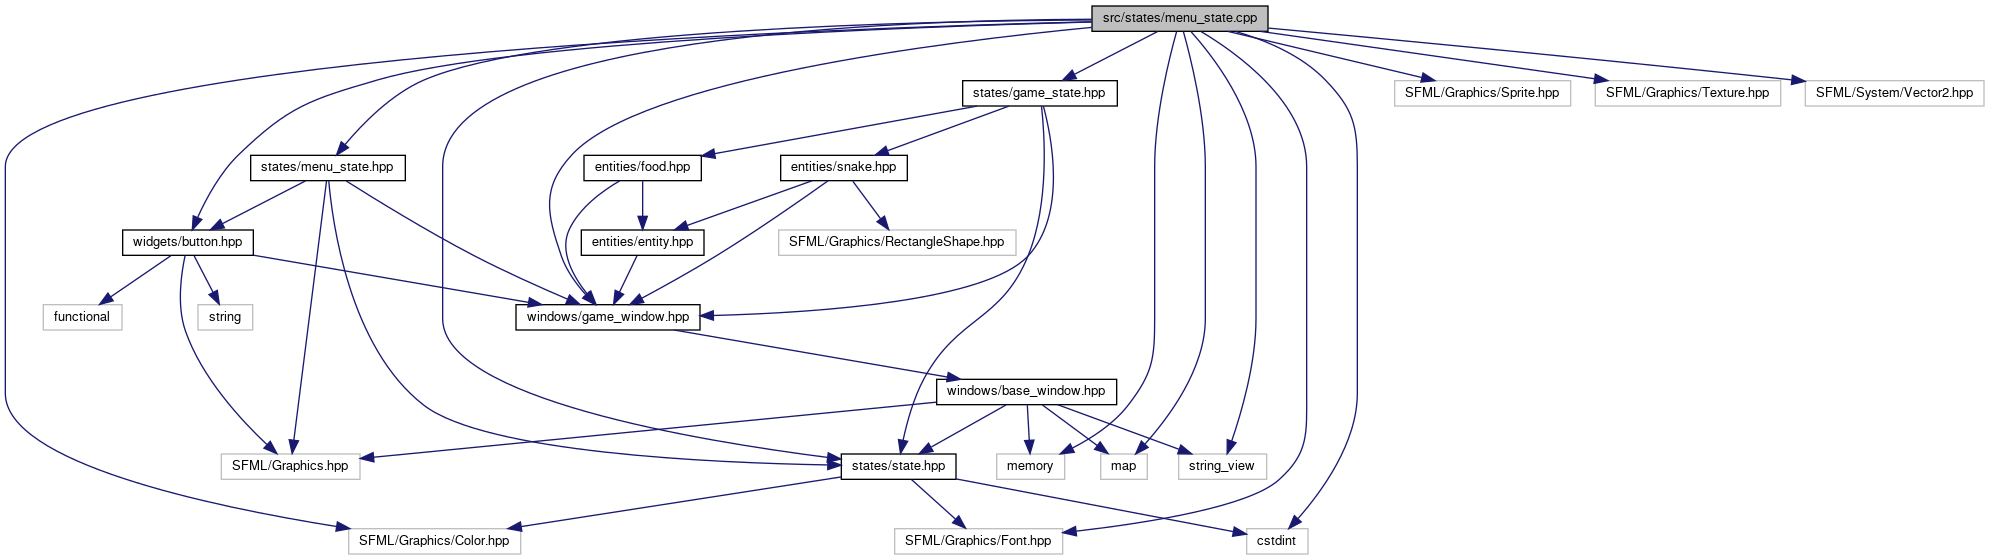 src/states/menu_state.cpp
states/game_state.hpp
SFML/Graphics/Sprite.hpp
SFML/Graphics/Texture.hpp
SFML/System/Vector2.hpp
states/menu_state.hpp
entities/food.hpp
entities/snake.hpp
widgets/button.hpp
entities/entity.hpp
SFML/Graphics/RectangleShape.hpp
functional
string
windows/game_window.hpp
windows/base_window.hpp
SFML/Graphics.hpp
states/state.hpp
memory
map
string_view
SFML/Graphics/Color.hpp
SFML/Graphics/Font.hpp
cstdint